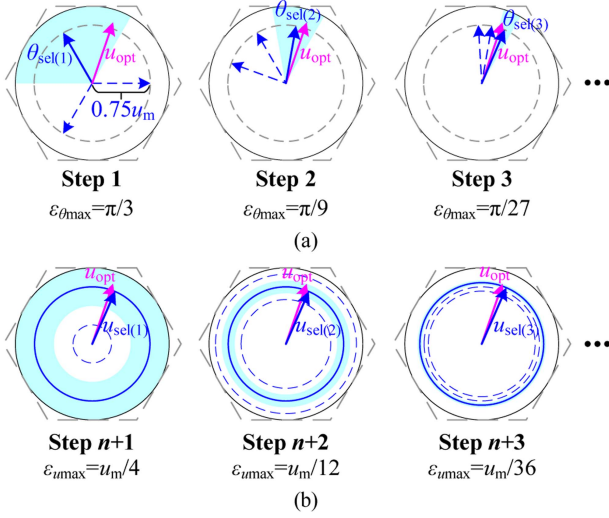 θsel(1) uopt
0.75um
θsel(2) uopt
θsel(3) uopt
•••
Step 1 Step 2 Step 3
εθmax=π/3 εθmax=π/9 εθmax=π/27
(a)
uopt uopt uopt
usel(1) usel(2) usel(3)
•••
Step n+1 Step n+2 Step n+3
εumax=um/4 εumax=um/12 εumax=um/36
(b)